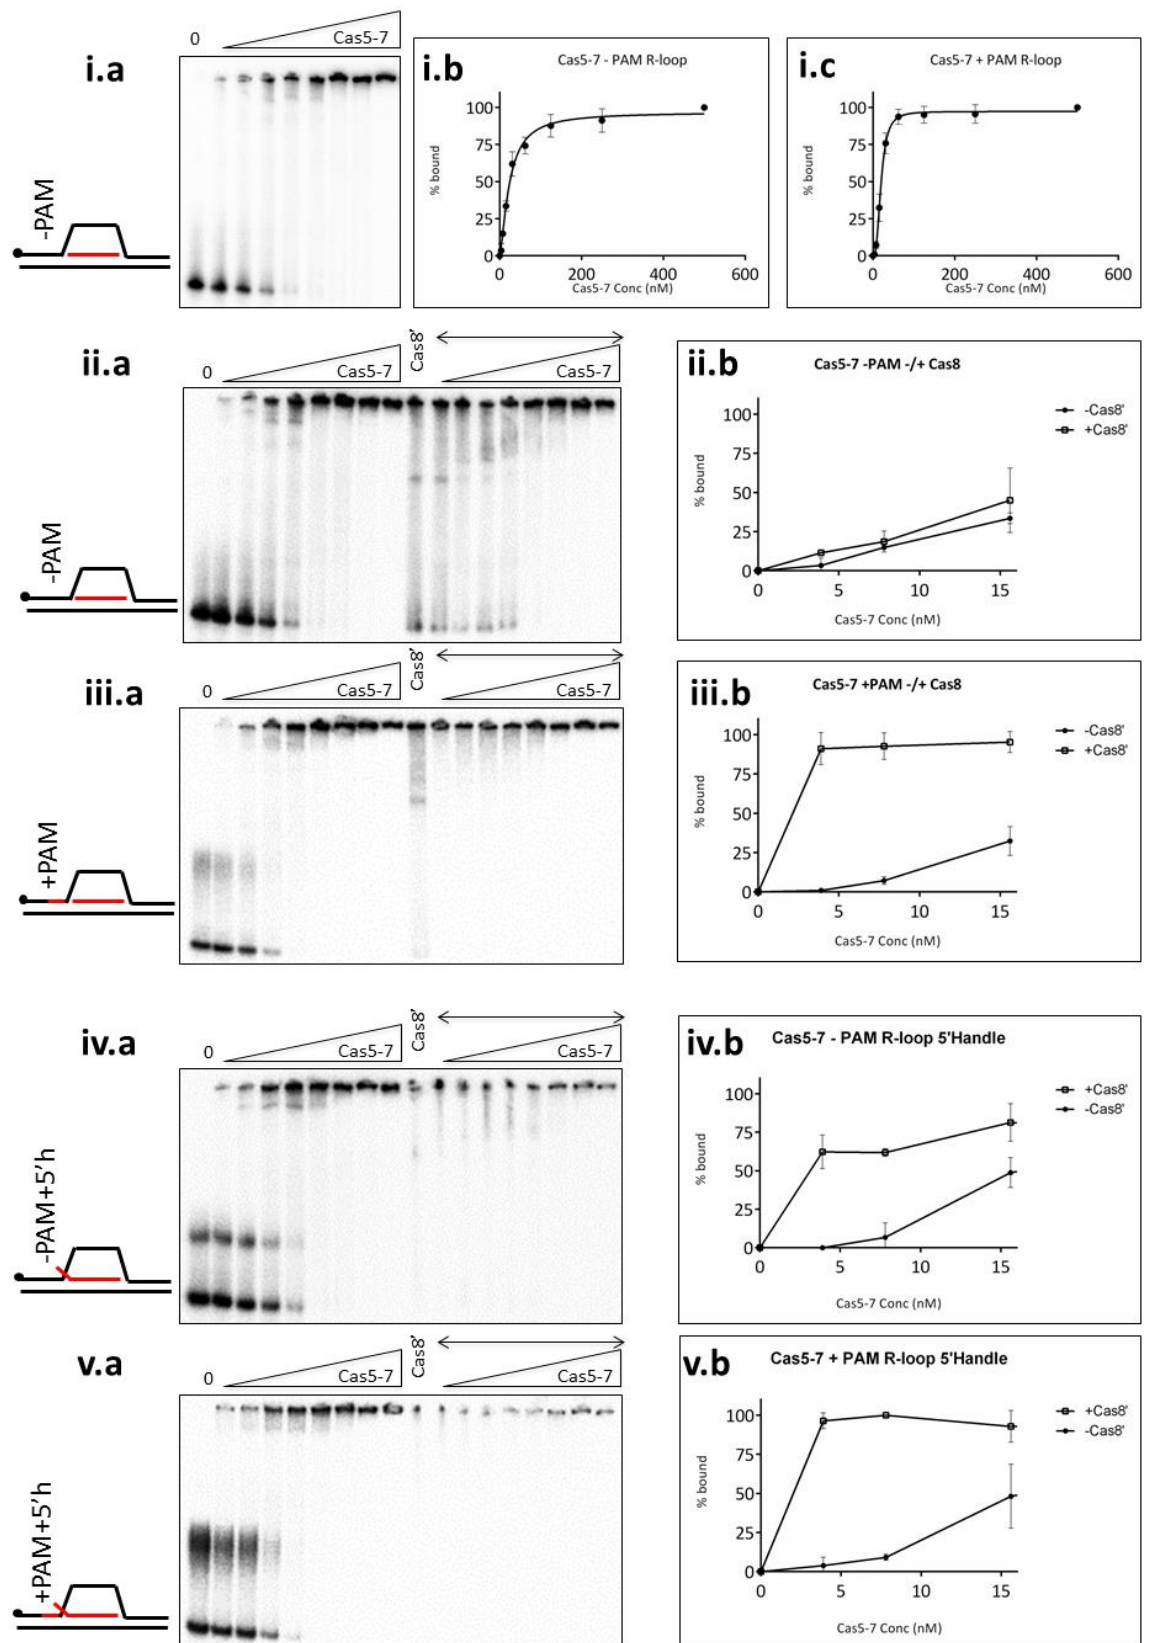 i.a
0
Cas5-7
-PAM
i.b
Cas5-7 - PAM R-loop
% bound
100
75
50
25
0
0 200 400 600
Cas5-7 Conc (nM)
i.c
Cas5-7 + PAM R-loop
% bound
100
75
50
25
0
0 200 400 600
Cas5-7 Conc (nM)
ii.a
0
Cas5-7
Cas8'
Cas5-7
-PAM
ii.b
Cas5-7 -PAM -/+ Cas8
-Cas8'
+Cas8'
% bound
100
75
50
25
0
0 5 10 15
Cas5-7 Conc (nM)
iii.a
0
Cas5-7
Cas8'
Cas5-7
+PAM
iii.b
Cas5-7 +PAM -/+ Cas8
-Cas8'
+Cas8'
% bound
100
75
50
25
0
0 5 10 15
Cas5-7 Conc (nM)
iv.a
0
Cas5-7
Cas8'
Cas5-7
-PAM+5'h
iv.b
Cas5-7 - PAM R-loop 5'Handle
+Cas8'
-Cas8'
% bound
100
75
50
25
0
0 5 10 15
Cas5-7 Conc (nM)
v.a
0
Cas5-7
Cas8'
Cas5-7
+PAM+5'h
v.b
Cas5-7 + PAM R-loop 5'Handle
+Cas8'
-Cas8'
% bound
100
75
50
25
0
0 5 10 15
Cas5-7 Conc (nM)